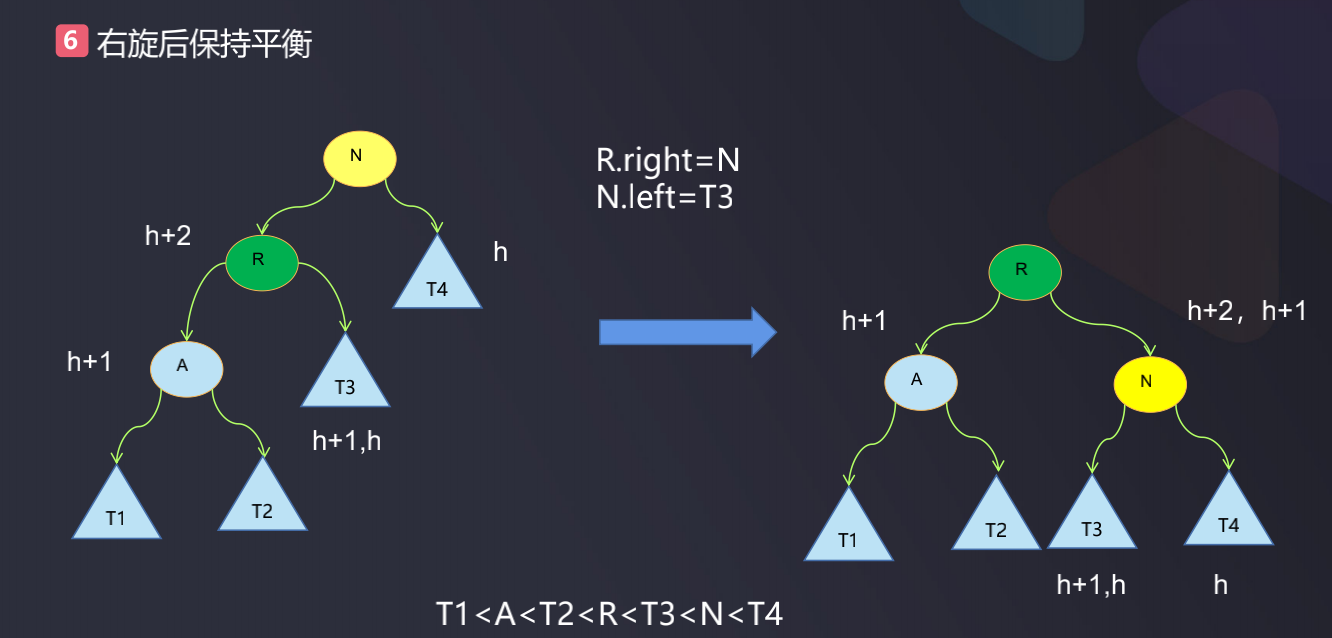 6 右旋后保持平衡
N
R.right=N
N.left=T3
h+2
R
h
T4
h+1
A
T3
h+1,h
T1
T2
R
h+1
h+2，h+1
A
N
T1
T2
T3
T4
h+1,h
h
T1<A<T2<R<T3<N<T4